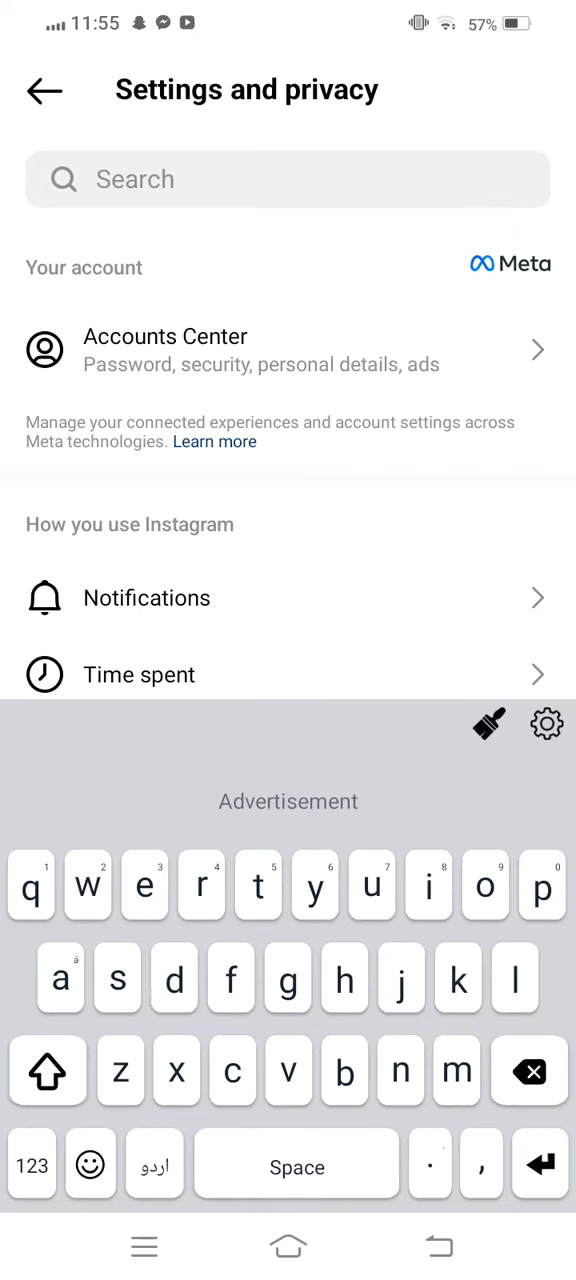 11:55 57%
Settings and privacy
Search
Your account Meta
Accounts Center
Password, security, personal details, ads
Manage your connected experiences and account settings across
Meta technologies. Learn more
How you use Instagram
Notifications
Time spent
Advertisement
1 2 3 4 5 6 7 8 9 0
q w e r t y u i o p
á
a s d f g h j k l
z x c v b n m
123 اردو Space . ,